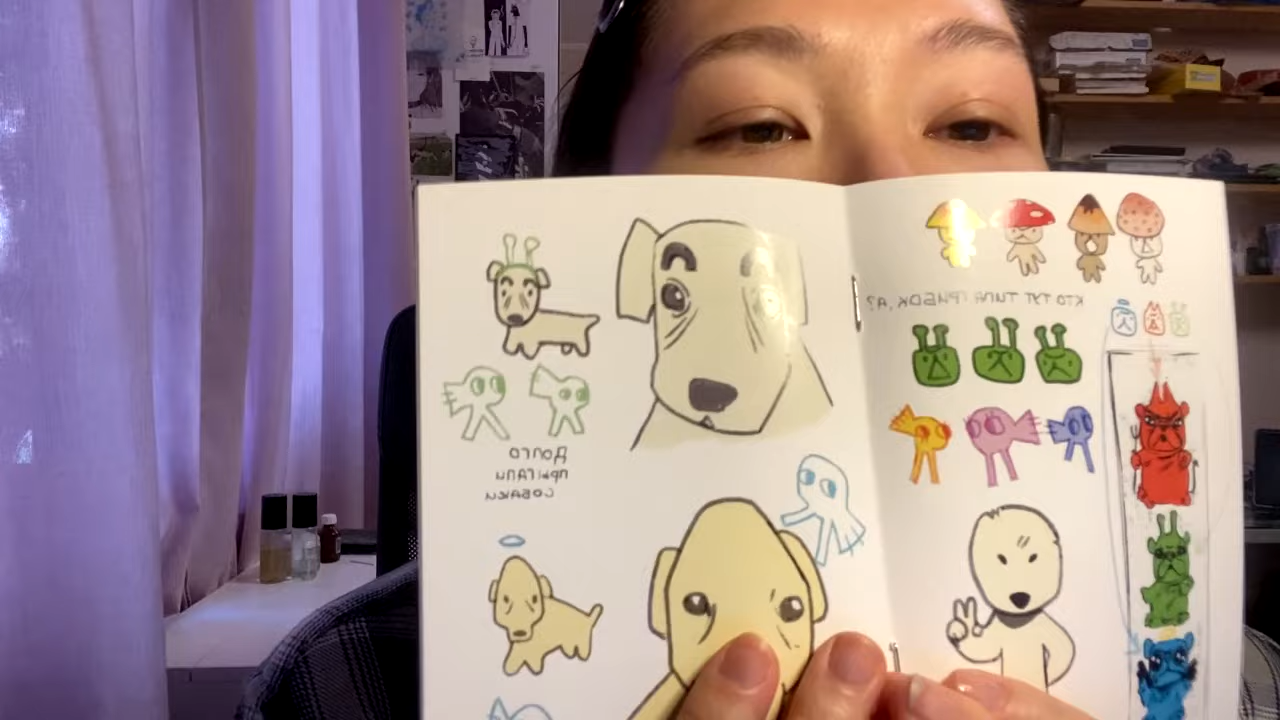 КТО ТУТ ТИПА ГРИБОК, А?
ДОЛГО
ПРЫГАЛИ
СОБАКИ